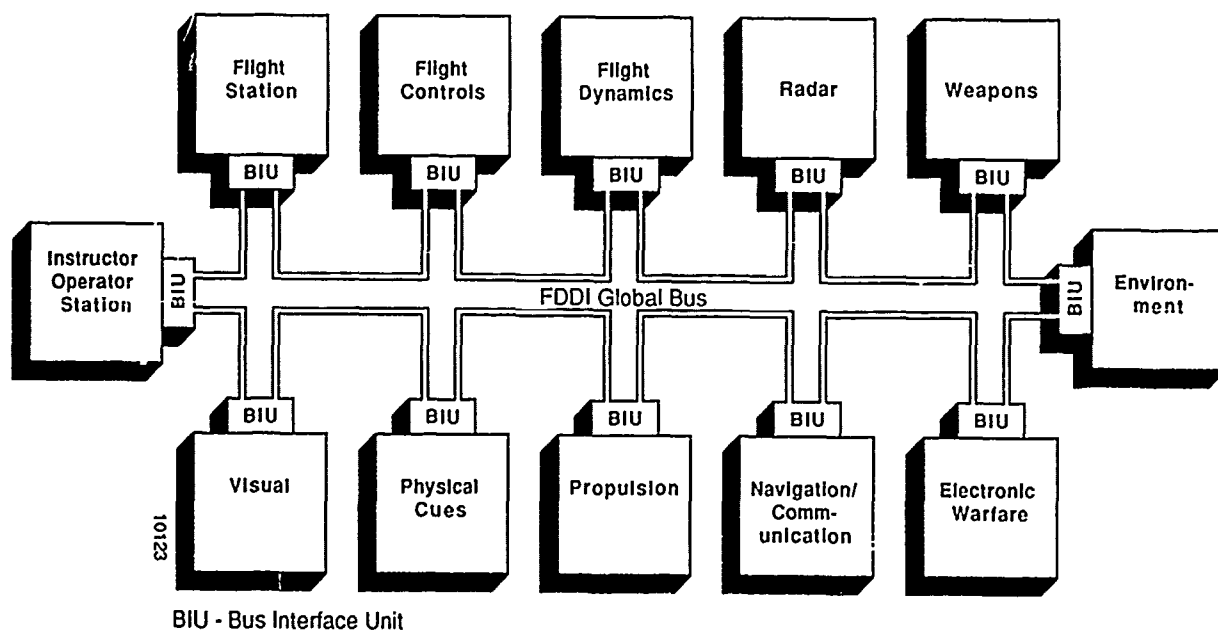 Flight
Station
Flight
Controls
Flight
Dynamics
Radar
Weapons
BIU
BIU
BIU
BIU
BIU
Instructor
Operator
Station
BIU
FDDI Global Bus
BIU
Environ-
ment
BIU
BIU
BIU
BIU
BIU
Visual
Physical
Cues
Propulsion
Navigation/
Comm-
unication
Electronic
Warfare
10123
BIU - Bus Interface Unit